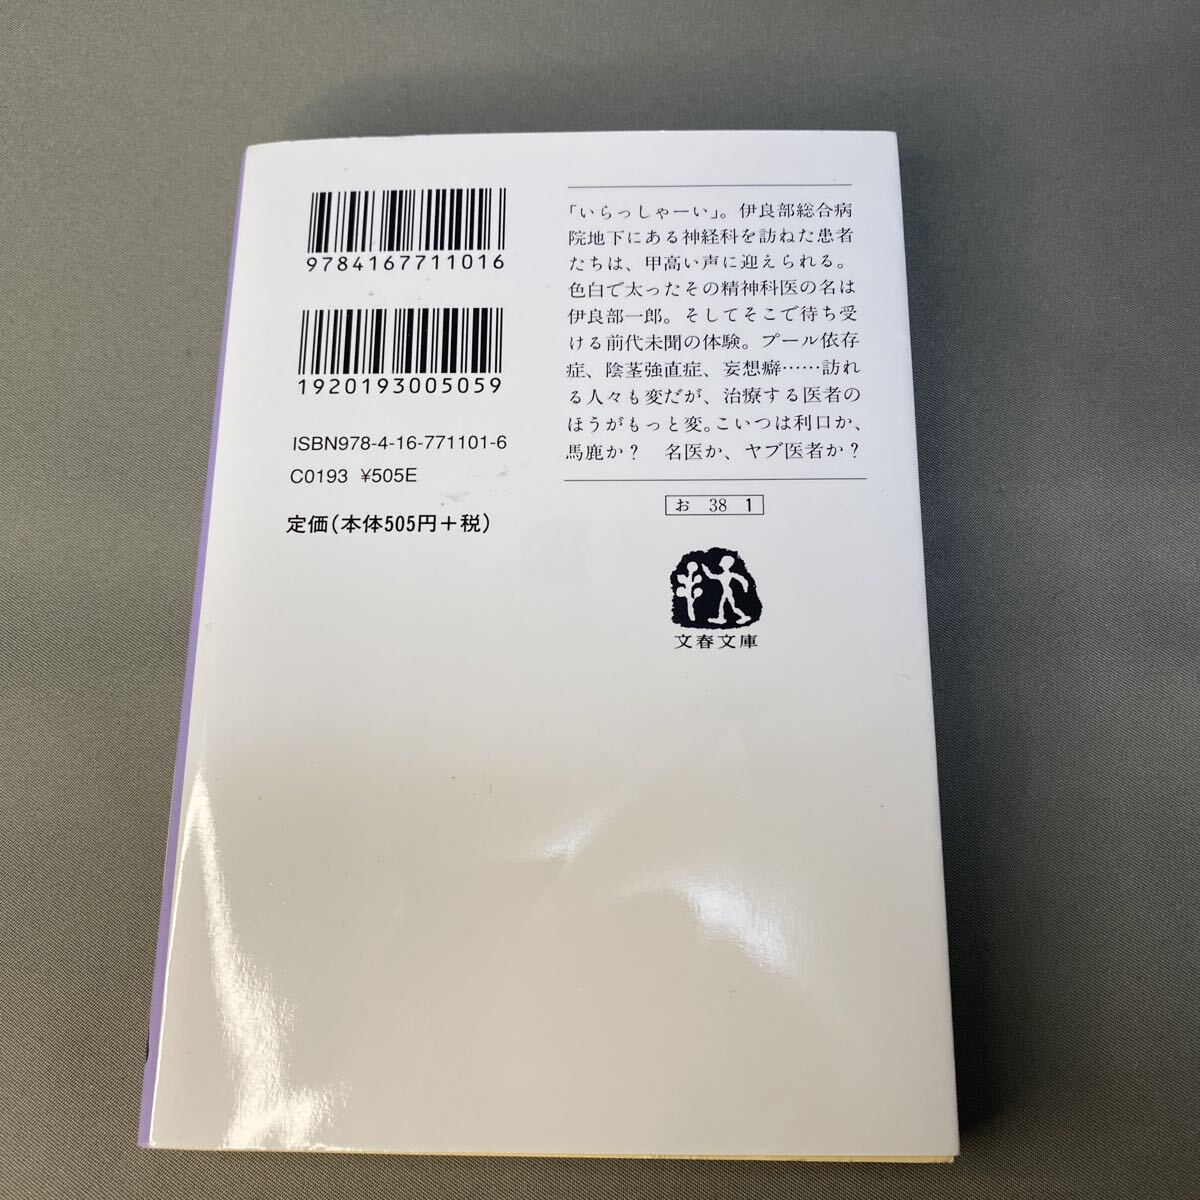 9784167711016
1920193005059
ISBN978-4-16-771101-6
C0193 ¥505E
定価(本体505円+税)
「いらっしゃーい」。伊良部総合病
院地下にある神経科を訪ねた患者
たちは、甲高い声に迎えられる。
色白で太ったその精神科医の名は
伊良部一郎。そしてそこで待ち受
ける前代未聞の体験。プール依存
症、陰茎強直症、妄想癖……訪れ
る人々も変だが、治療する医者の
ほうがもっと変。こいつは利口か、
馬鹿か? 名医か、ヤブ医者か?
お 38 1
文春文庫